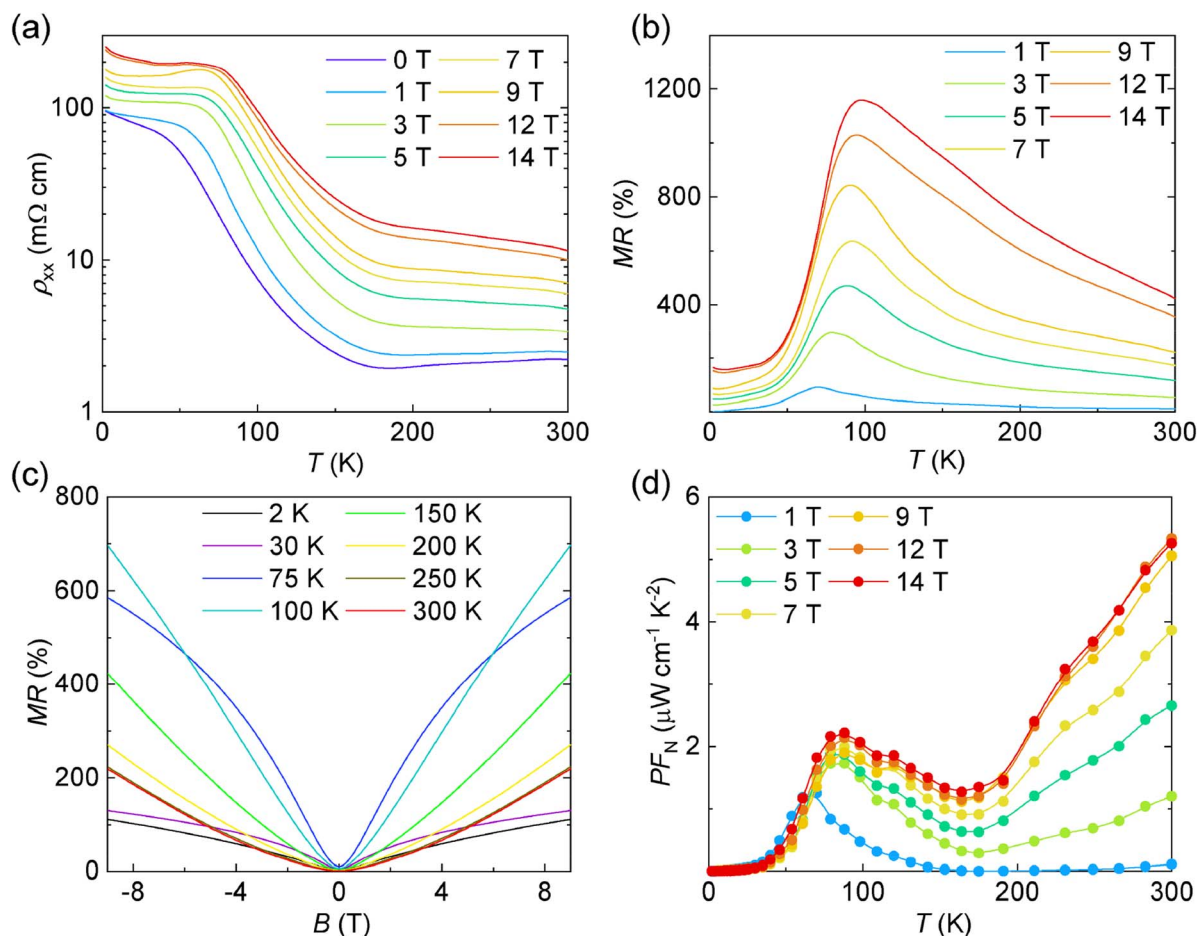 (a)
ρxx (mΩ cm)
100
10
1
0 T 7 T
1 T 9 T
3 T 12 T
5 T 14 T
0 100 200 300
T (K)
(b)
MR (%)
1200
800
400
0
1 T 9 T
3 T 12 T
5 T 14 T
7 T
0 100 200 300
T (K)
(c)
MR (%)
800
600
400
200
0
2 K 150 K
30 K 200 K
75 K 250 K
100 K 300 K
-8 -4 0 4 8
B (T)
(d)
PFN (μW cm⁻¹ K⁻²)
6
4
2
0
1 T 9 T
3 T 12 T
5 T 14 T
7 T
0 100 200 300
T (K)